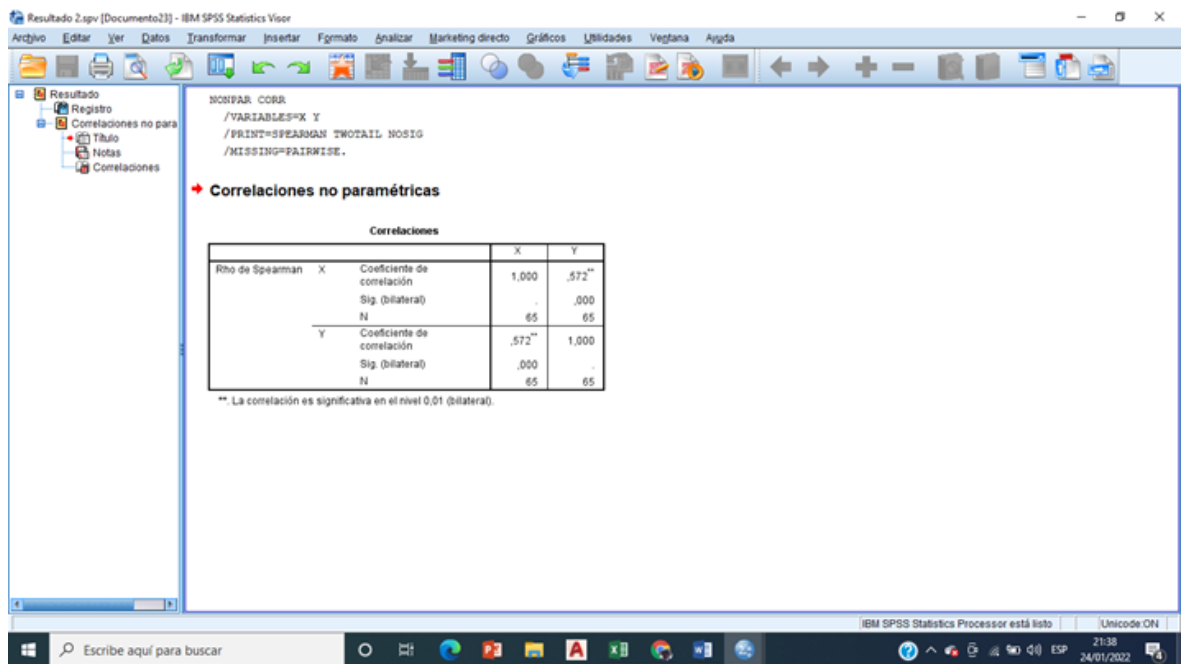 Resultado 2.spv [Documento23] - IBM SPSS Statistics Visor
Archivo Editar Ver Datos Transformar Insertar Formato Analizar Marketing directo Gráficos Utilidades Ventana Ayuda
Resultado
Registro
Correlaciones no para
Título
Notas
Correlaciones
NONPAR CORR
/VARIABLES=X Y
/PRINT=SPEARMAN TWOTAIL NOSIG
/MISSING=PAIRWISE.
Correlaciones no paramétricas
Correlaciones
X Y
Rho de Spearman X Coeficiente de
correlación 1,000 ,572**
Sig. (bilateral) . ,000
N 65 65
Y Coeficiente de
correlación ,572** 1,000
Sig. (bilateral) ,000 .
N 65 65
**. La correlación es significativa en el nivel 0,01 (bilateral).
IBM SPSS Statistics Processor está listo Unicode:ON
Escribe aquí para buscar
ESP
21:38
24/01/2022